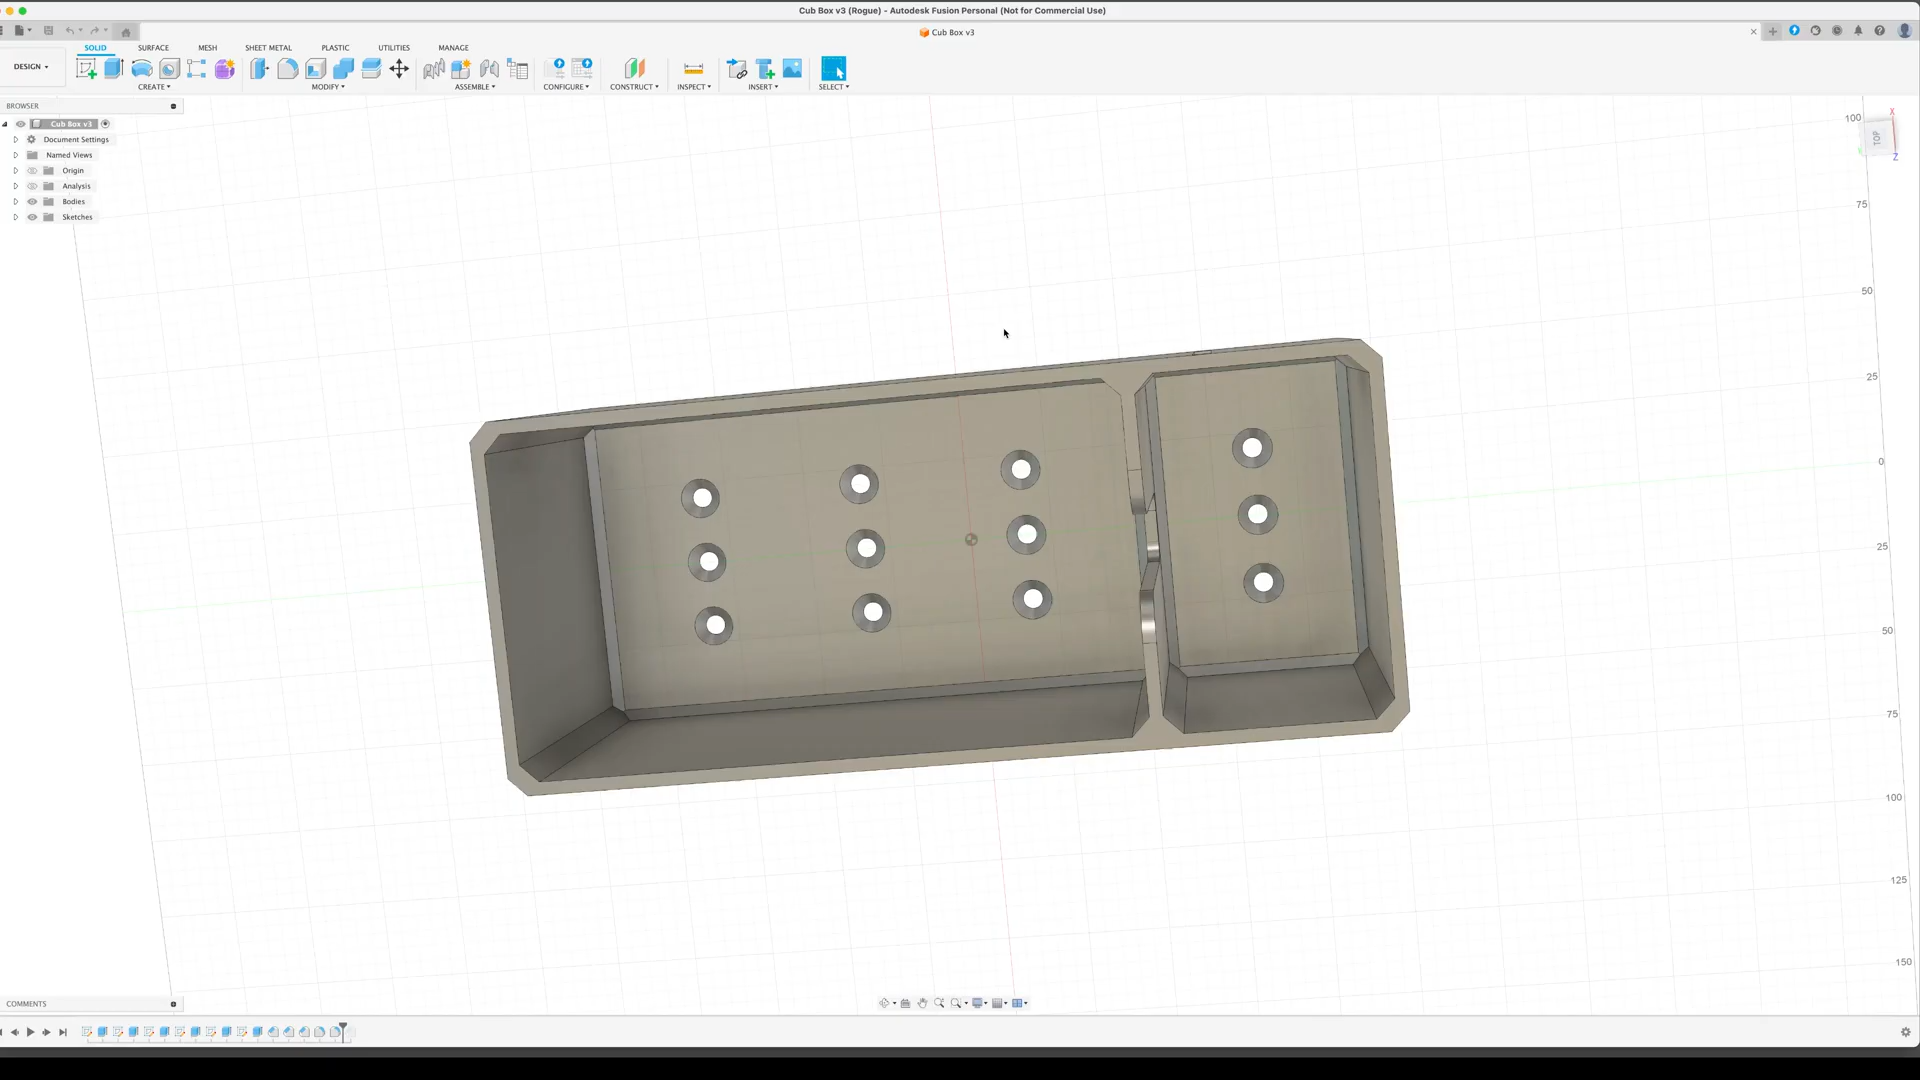 Cub Box v3 (Rogue) - Autodesk Fusion Personal (Not for Commercial Use)
Cub Box v3
SOLID SURFACE MESH SHEET METAL PLASTIC UTILITIES MANAGE
DESIGN
CREATE MODIFY ASSEMBLE CONFIGURE CONSTRUCT INSPECT INSERT SELECT
BROWSER
Cub Box v3
Document Settings
Named Views
Origin
Analysis
Bodies
Sketches
X
TOP
Z
100
75
50
25
0
25
50
75
100
125
150
COMMENTS